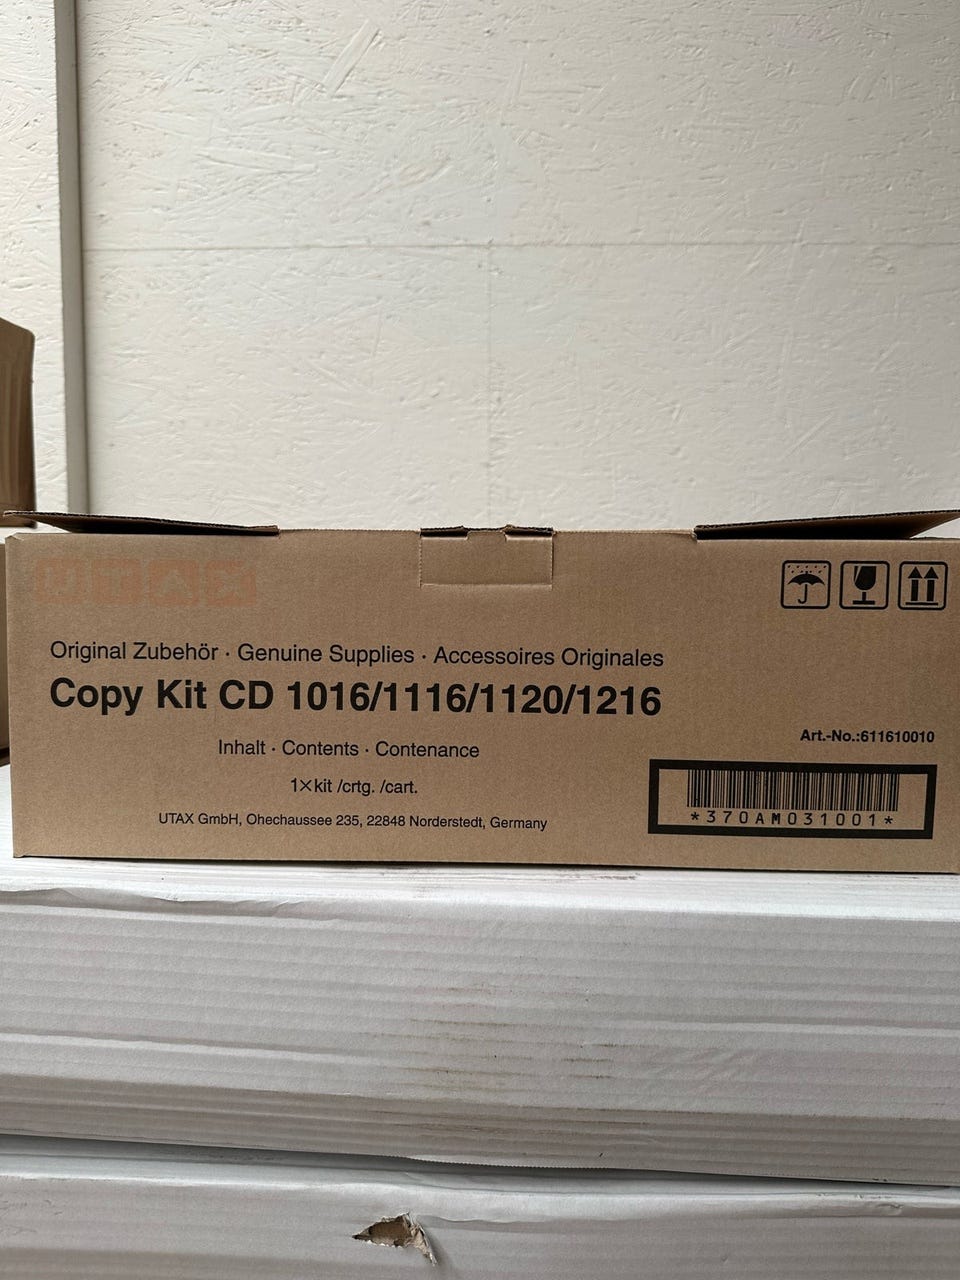 UTAX
Original Zubehör · Genuine Supplies · Accessoires Originales
Copy Kit CD 1016/1116/1120/1216
Inhalt · Contents · Contenance
1×kit /crtg. /cart.
UTAX GmbH, Ohechaussee 235, 22848 Norderstedt, Germany
Art.-No.:611610010
*370AM031001*